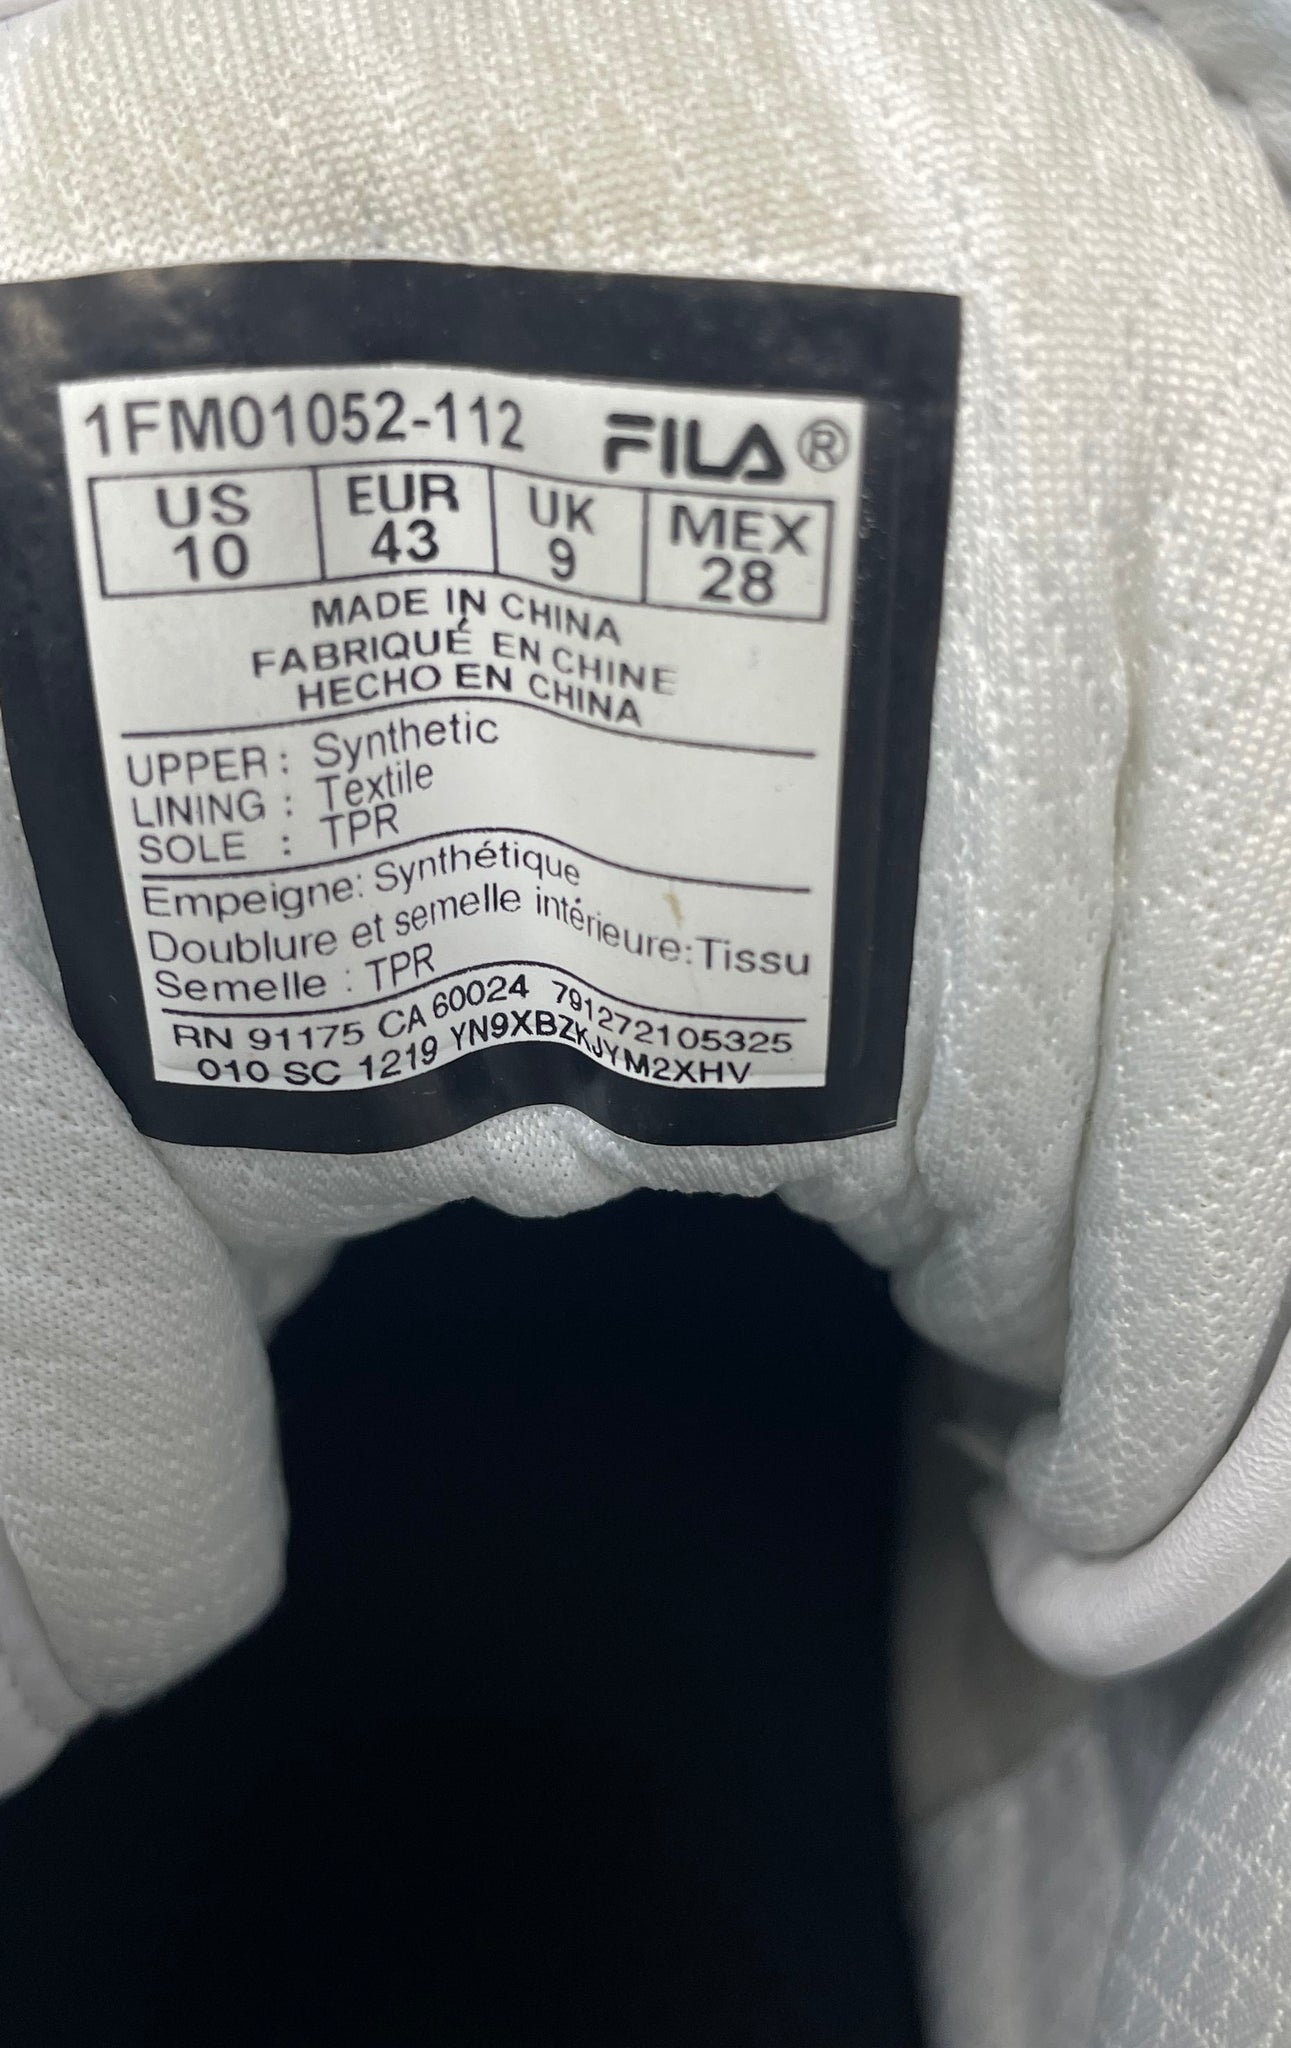 1FM01052-112 FILA®
US EUR UK MEX
10 43 9 28
MADE IN CHINA
FABRIQUÉ EN CHINE
HECHO EN CHINA
UPPER: Synthetic
LINING : Textile
SOLE : TPR
Empeigne: Synthétique
Doublure et semelle intérieure: Tissu
Semelle : TPR
RN 91175 CA 60024 791272105325
010 SC 1219 YN9XBZKJYM2XHV